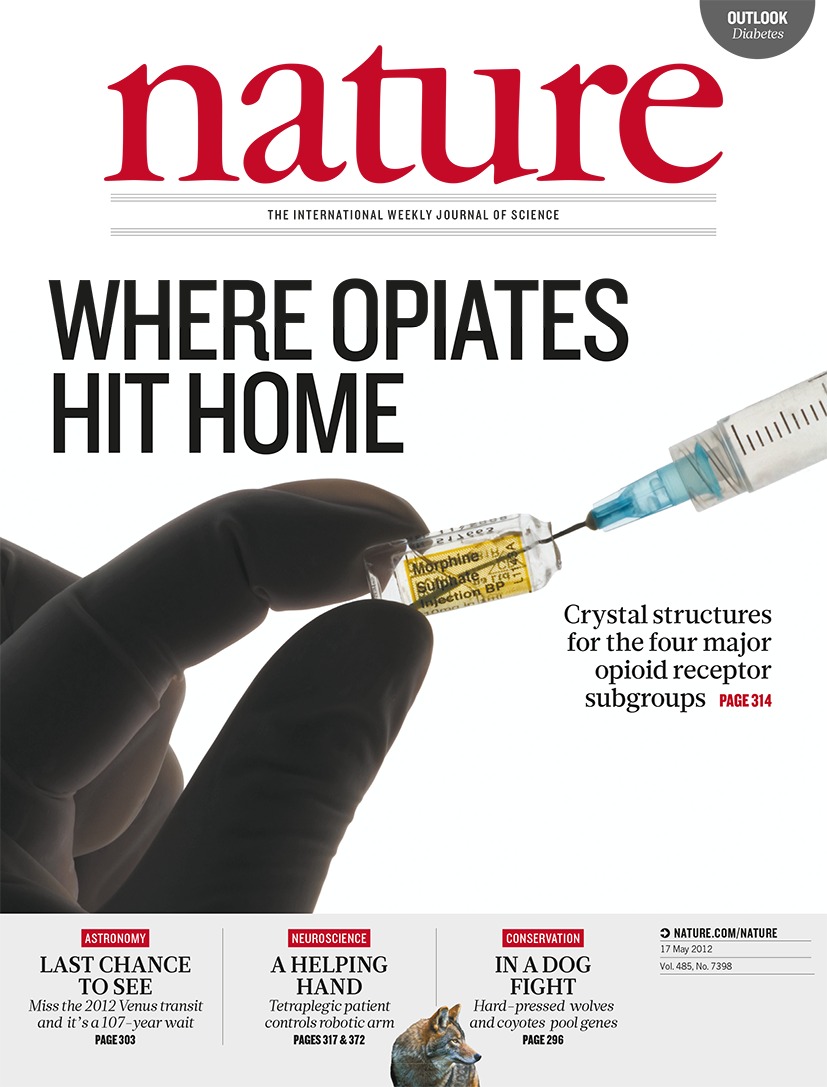 OUTLOOK
Diabetes
nature
THE INTERNATIONAL WEEKLY JOURNAL OF SCIENCE
WHERE OPIATES
HIT HOME
Morphine
Sulphate
Injection BP
Crystal structures
for the four major
opioid receptor
subgroups PAGE 314
ASTRONOMY
LAST CHANCE
TO SEE
Miss the 2012 Venus transit
and it's a 107-year wait
PAGE 303
NEUROSCIENCE
A HELPING
HAND
Tetraplegic patient
controls robotic arm
PAGES 317 & 372
CONSERVATION
IN A DOG
FIGHT
Hard-pressed wolves
and coyotes pool genes
PAGE 296
NATURE.COM/NATURE
17 May 2012
Vol. 485, No. 7398